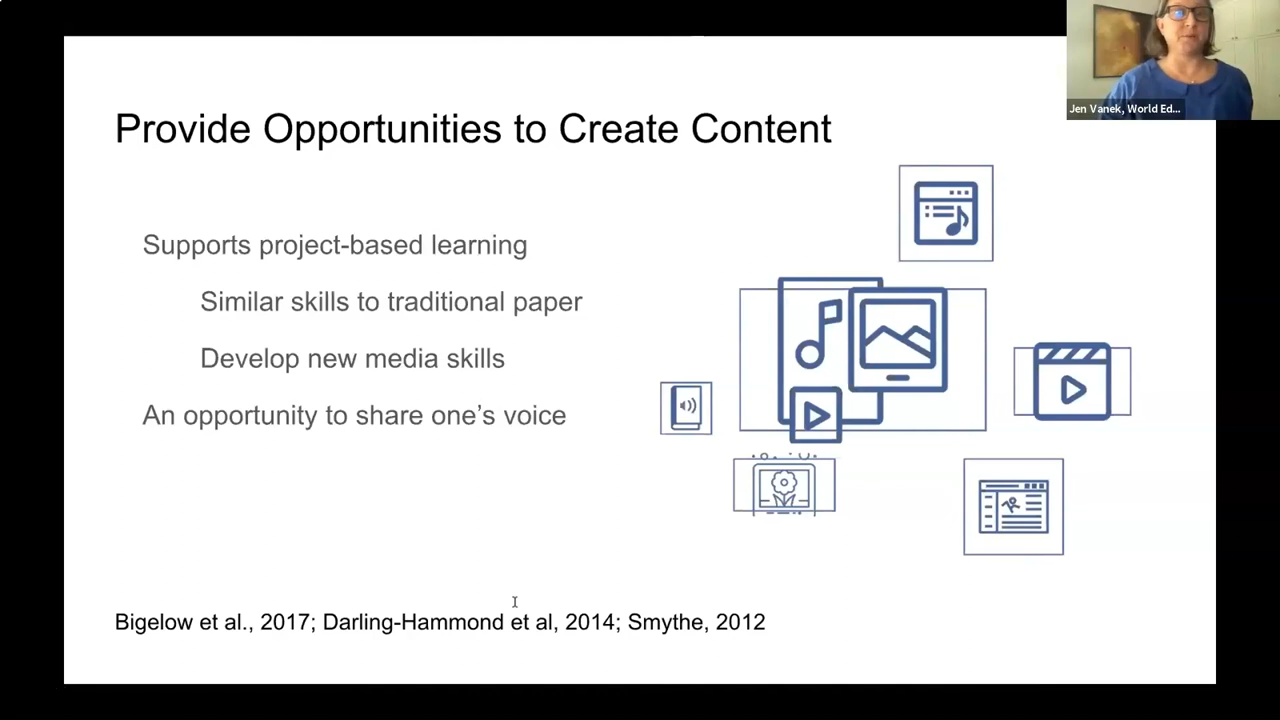 Provide Opportunities to Create Content
Jen Vanek, World Ed...
Supports project-based learning
Similar skills to traditional paper
Develop new media skills
An opportunity to share one’s voice
Bigelow et al., 2017; Darling-Hammond et al, 2014; Smythe, 2012